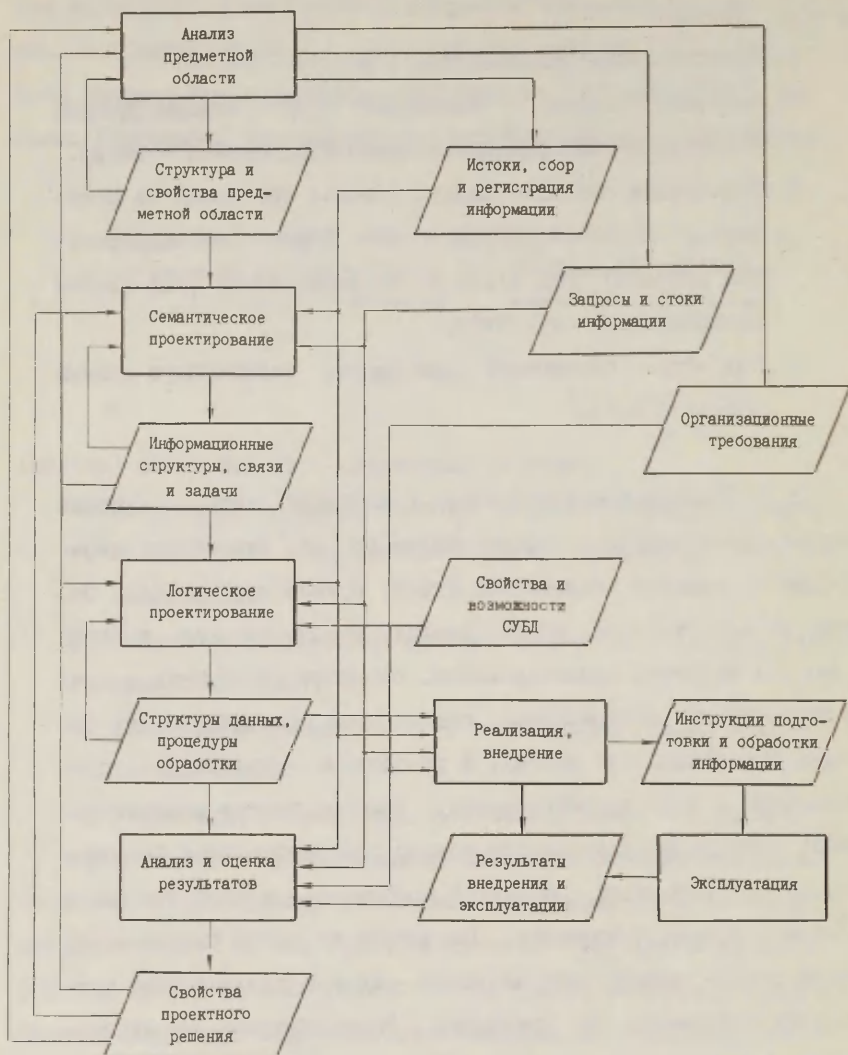 Анализ
предметной
области
Структура и
свойства пред-
метной области
Истоки, сбор
и регистрация
информации
Семантическое
проектирование
Запросы и стоки
информации
Организационные
требования
Информационные
структуры, связи
и задачи
Логическое
проектирование
Свойства и
возможности
СУБД
Структуры данных,
процедуры
обработки
Реализация,
внедрение
Инструкции подго-
товки и обработки
информации
Анализ и оценка
результатов
Результаты
внедрения и
эксплуатации
Эксплуатация
Свойства
проектного
решения